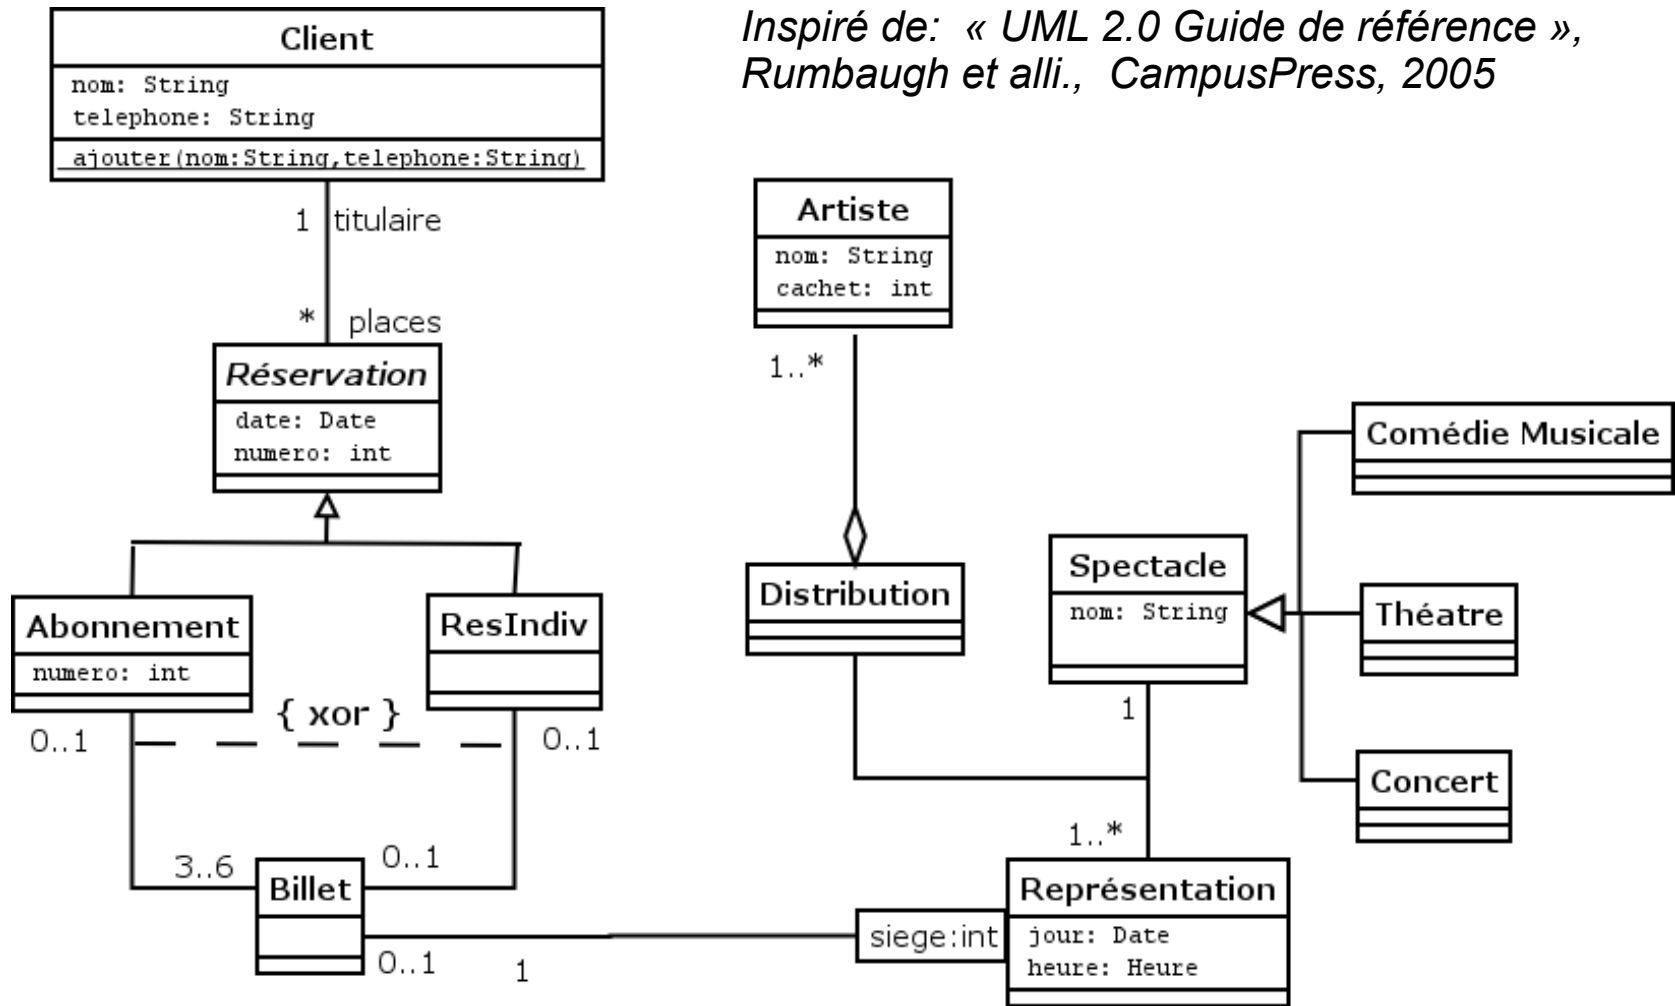 Inspiré de: « UML 2.0 Guide de référence »,
Rumbaugh et alli., CampusPress, 2005
Client
nom: String
telephone: String
ajouter(nom:String,telephone:String)
1 titulaire
* places
Réservation
date: Date
numero: int
Abonnement
numero: int
ResIndiv
{ xor }
0..1
0..1
3..6
0..1
Billet
0..1
1
Artiste
nom: String
cachet: int
1..*
Distribution
Spectacle
nom: String
1
1..*
Comédie Musicale
Théatre
Concert
siege:int
Représentation
jour: Date
heure: Heure